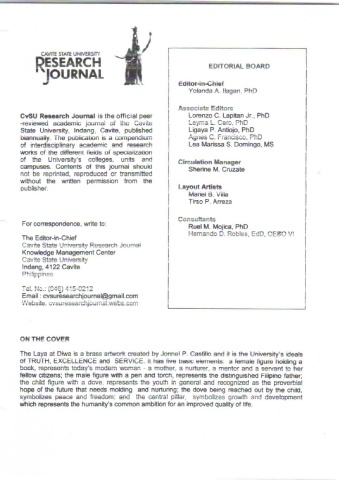 CAVITE STATE UNIVERSITY
RESEARCH
JOURNAL
CvSU Research Journal is the official peer
-reviewed academic journal of the Cavite
State University, Indang, Cavite, published
biannually. The publication is a compendium
of interdisciplinary academic and research
works of the different fields of specialization
of the University's colleges, units and
campuses. Contents of this journal should
not be reprinted, reproduced or transmitted
without the written permission from the
publisher.
For correspondence, write to:
The Editor-in-Chief
Cavite State University Research Journal
Knowledge Management Center
Cavite State University
Indang, 4122 Cavite
Philippines
Tel. No.: (046) 415-0212
Email : cvsuresearchjournal@gmail.com
Website: cvsuresearchjournal.webs.com
EDITORIAL BOARD
Editor-in-Chief
Yolanda A. Ilagan, PhD
Associate Editors
Lorenzo C. Lapitan Jr., PhD
Leyma L. Cero, PhD
Ligaya P. Antiojo, PhD
Agnes C. Francisco, PhD
Lea Marissa S. Domingo, MS
Circulation Manager
Sherine M. Cruzate
Layout Artists
Mariel B. Villa
Tirso P. Arreza
Consultants
Ruel M. Mojica, PhD
Hernando D. Robles, EdD, CESO VI
ON THE COVER
The Laya at Diwa is a brass artwork created by Jonnel P. Castillo and it is the University's ideals
of TRUTH, EXCELLENCE and SERVICE. it has five basic elements: a female figure holding a
book, represents today's modern woman - a mother, a nurturer, a mentor and a servant to her
fellow citizens; the male figure with a pen and torch, represents the distinguished Filipino father;
the child figure with a dove, represents the youth in general and recognized as the proverbial
hope of the future that needs molding and nurturing; the dove being reached out by the child,
symbolizes peace and freedom; and the central pillar, symbolizes growth and development
which represents the humanity's common ambition for an improved quality of life.